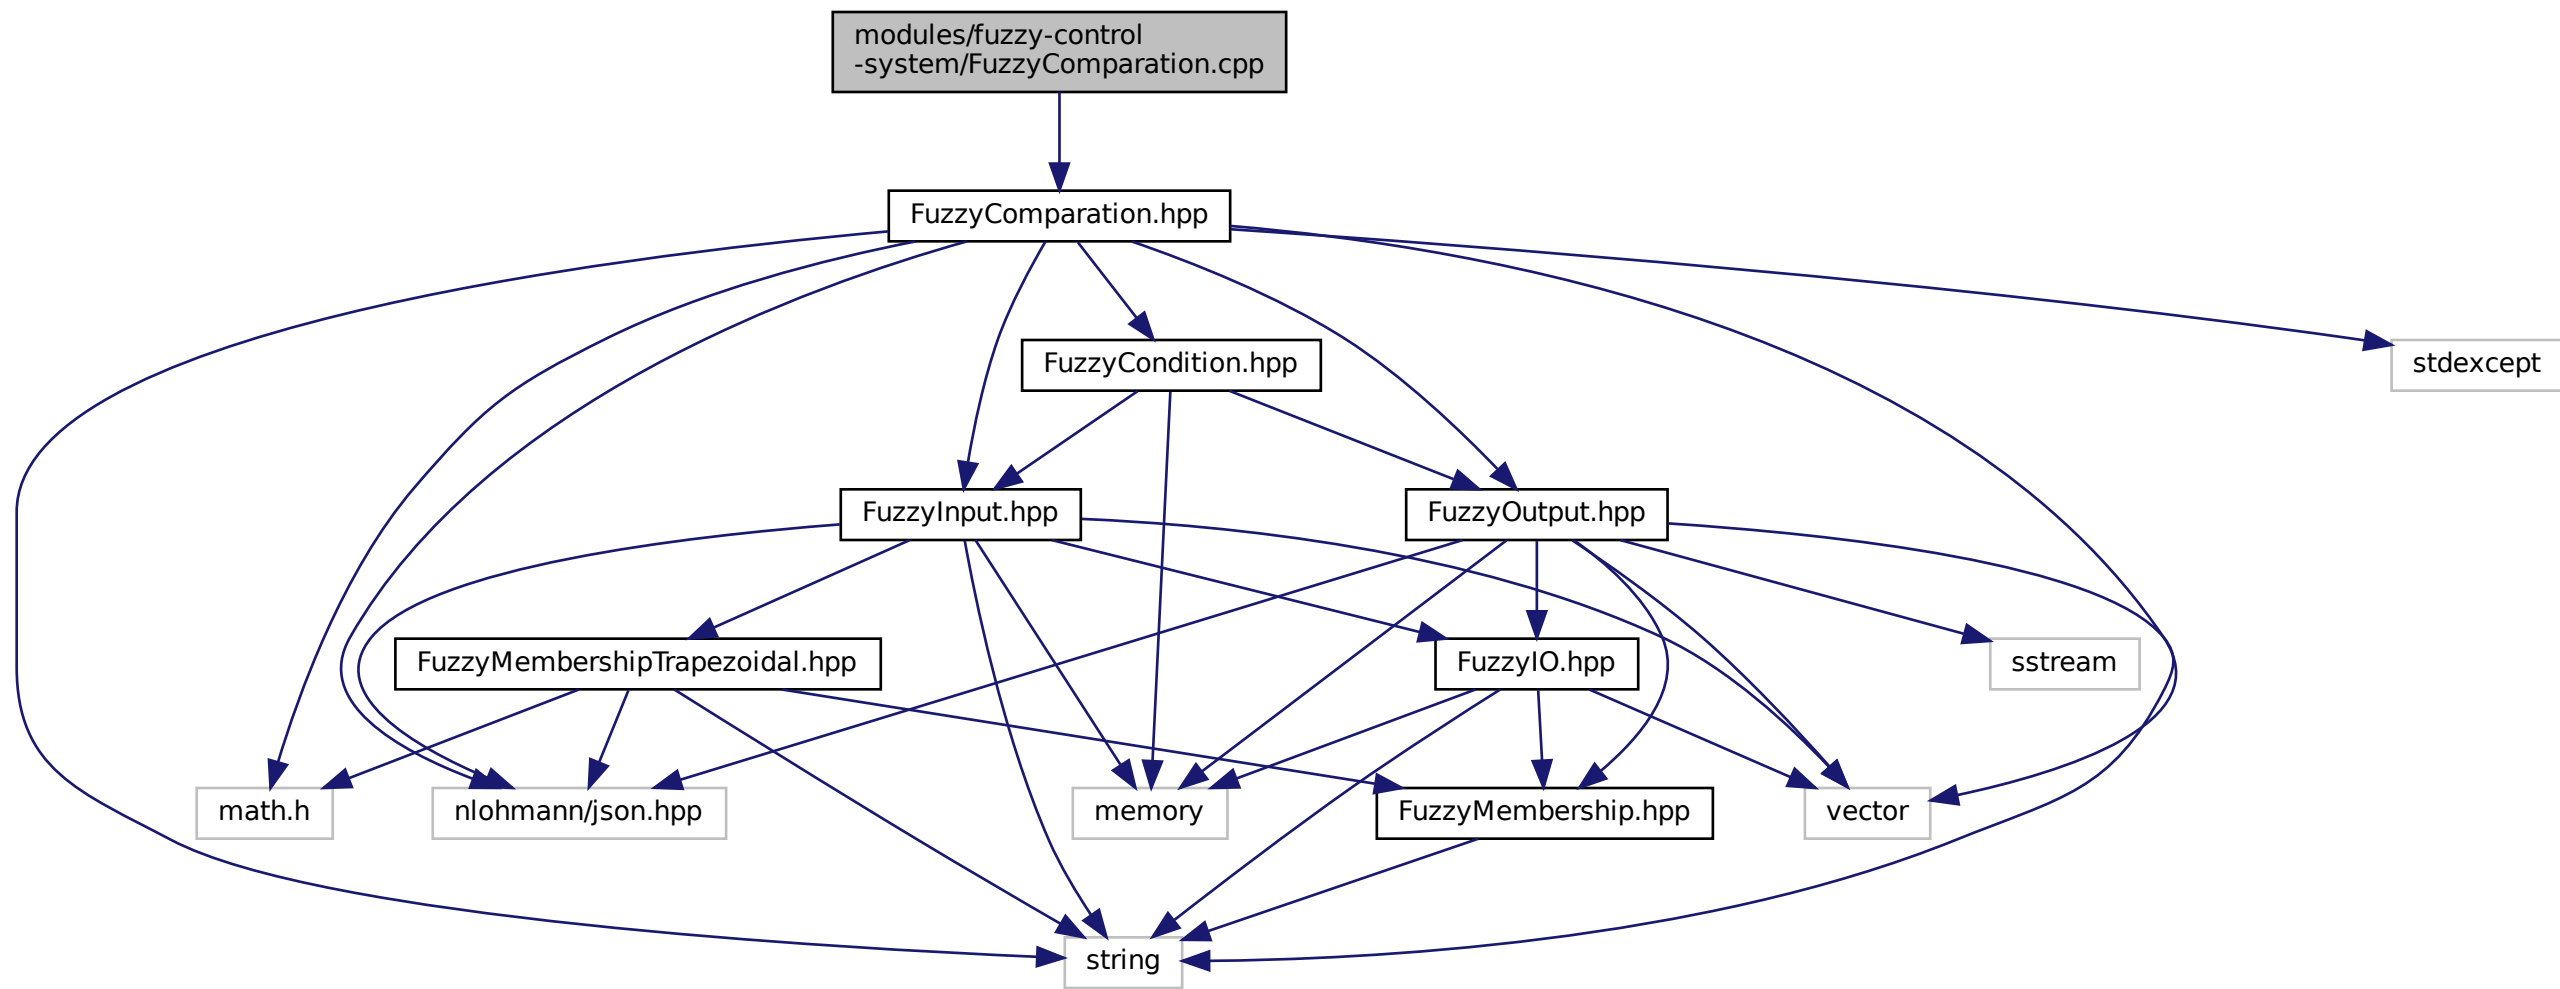 modules/fuzzy-control
-system/FuzzyComparation.cpp
FuzzyComparation.hpp
FuzzyCondition.hpp
stdexcept
FuzzyInput.hpp
FuzzyOutput.hpp
FuzzyMembershipTrapezoidal.hpp
FuzzyIO.hpp
sstream
math.h
nlohmann/json.hpp
memory
FuzzyMembership.hpp
vector
string